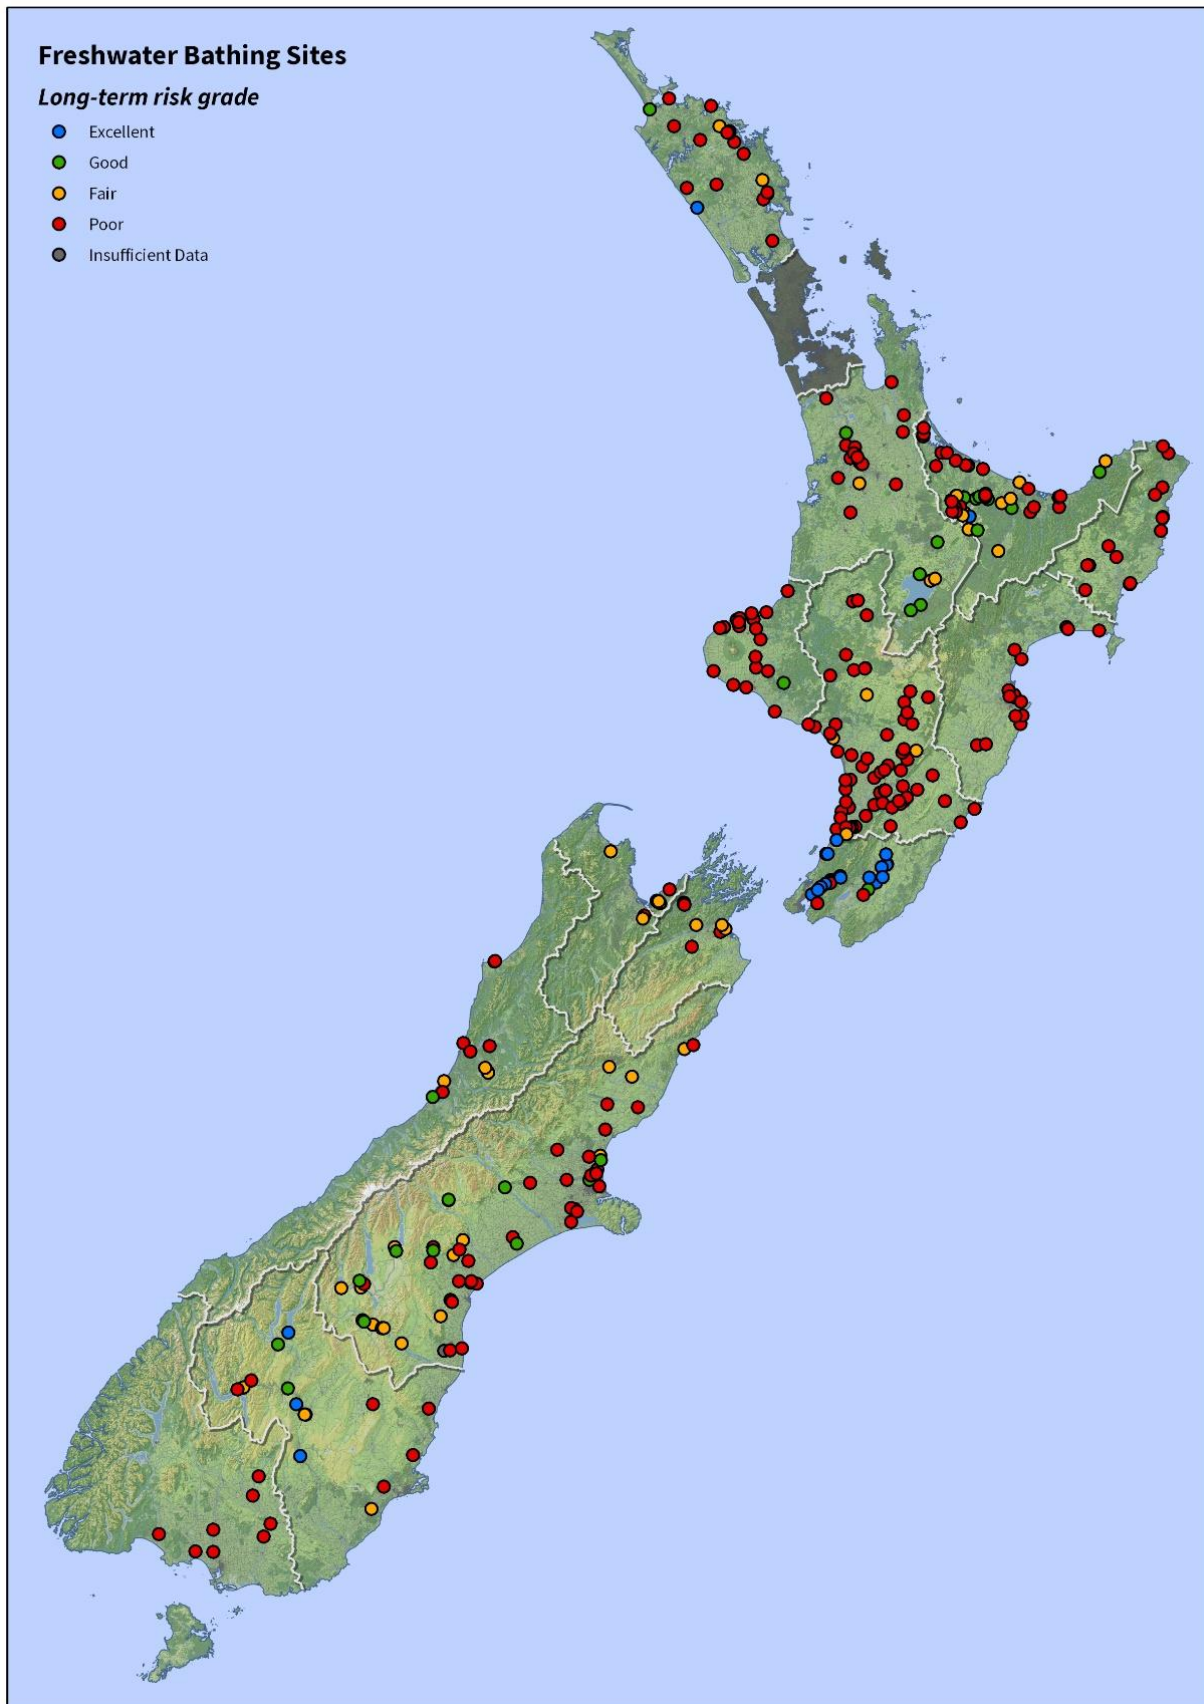 Freshwater Bathing Sites
Long-term risk grade
Excellent
Good
Fair
Poor
Insufficient Data